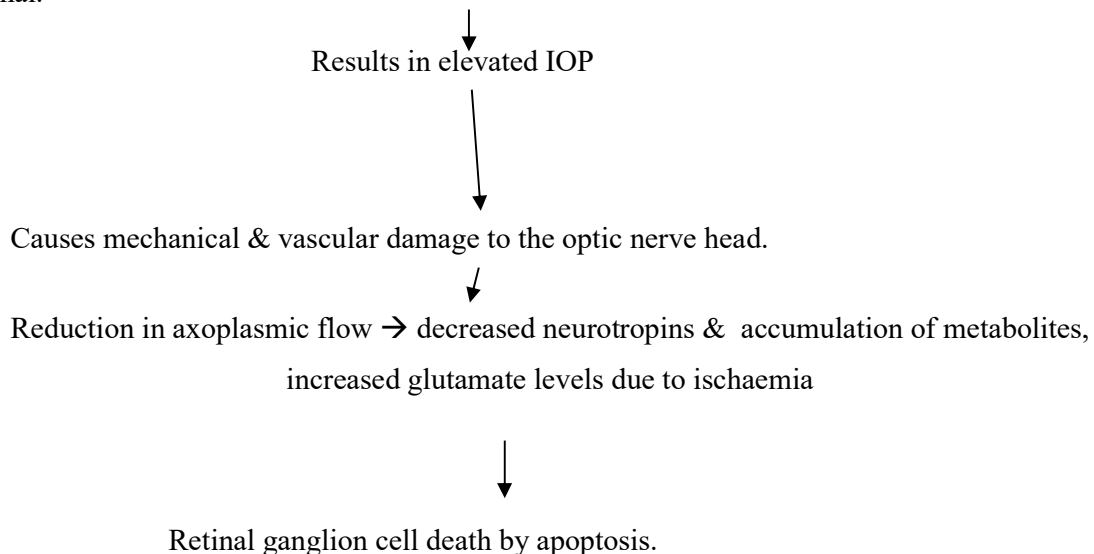 Results in elevated IOP
Causes mechanical & vascular damage to the optic nerve head.
Reduction in axoplasmic flow → decreased neurotropins & accumulation of metabolites,
increased glutamate levels due to ischaemia
Retinal ganglion cell death by apoptosis.